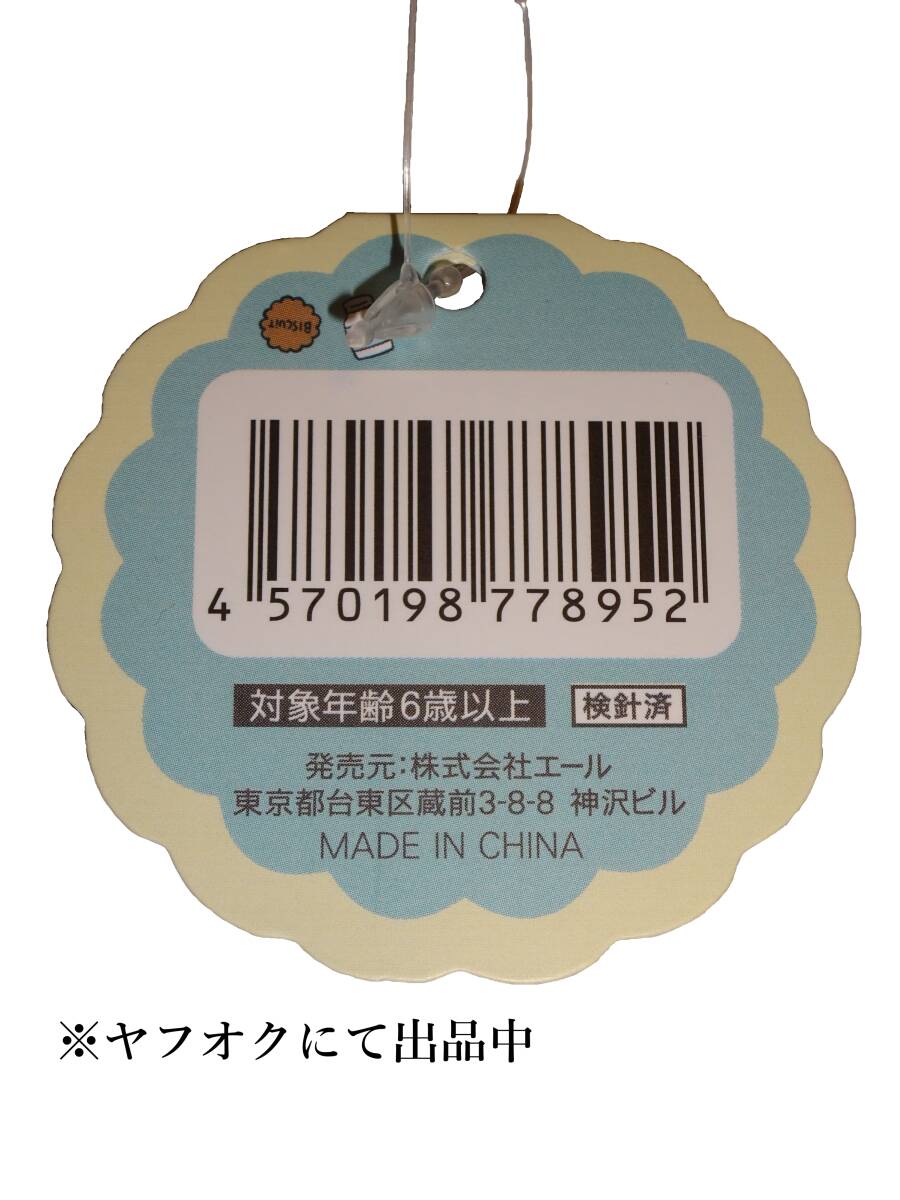 BISCUIT
4 570198 778952
対象年齢6歳以上 検針済
発売元:株式会社エール
東京都台東区蔵前3-8-8 神沢ビル
MADE IN CHINA
※ヤフオクにて出品中